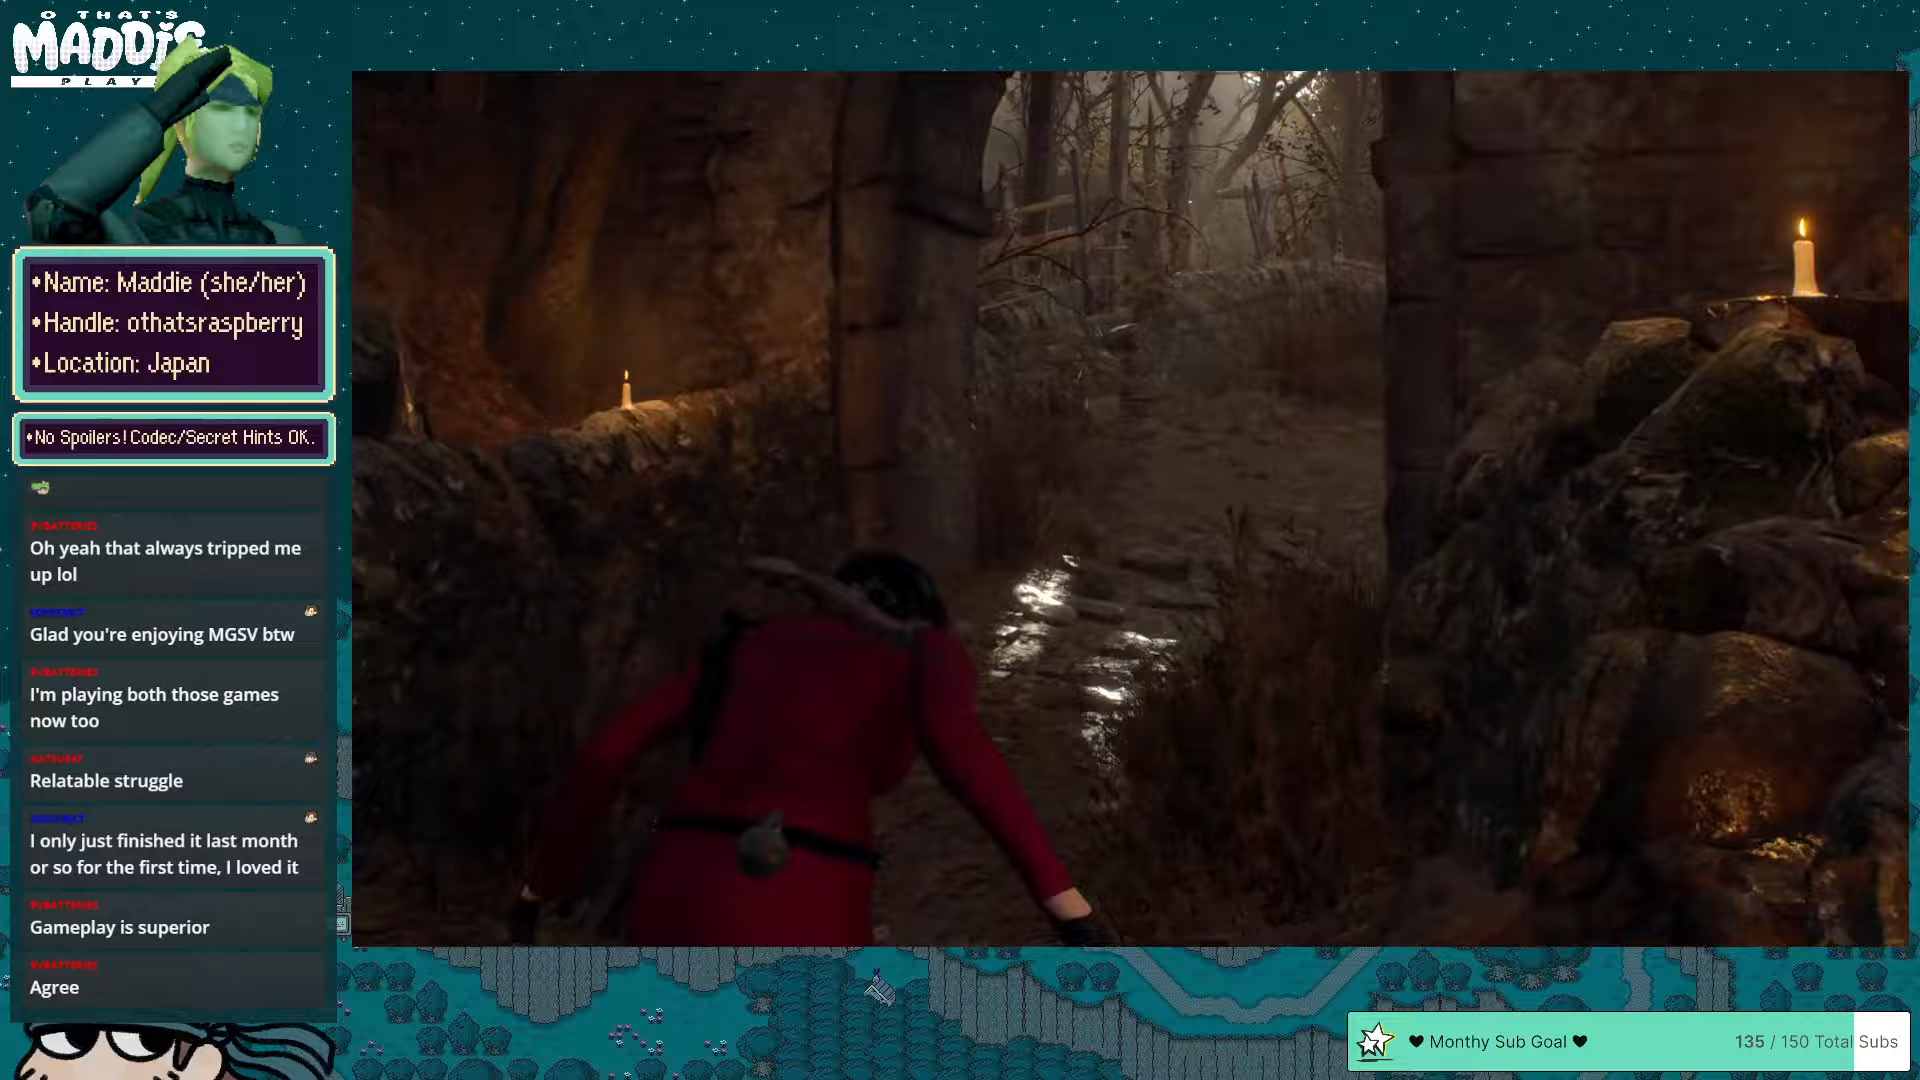 O THAT'S
MADDIE
PLAY
•Name: Maddie (she/her)
•Handle: othatsraspberry
•Location: Japan
•No Spoilers! Codec/Secret Hints OK.
Oh yeah that always tripped me
up lol
Glad you're enjoying MGSV btw
I'm playing both those games
now too
Relatable struggle
I only just finished it last month
or so for the first time, I loved it
Gameplay is superior
Agree
♥ Monthy Sub Goal ♥
135 / 150 Total Subs